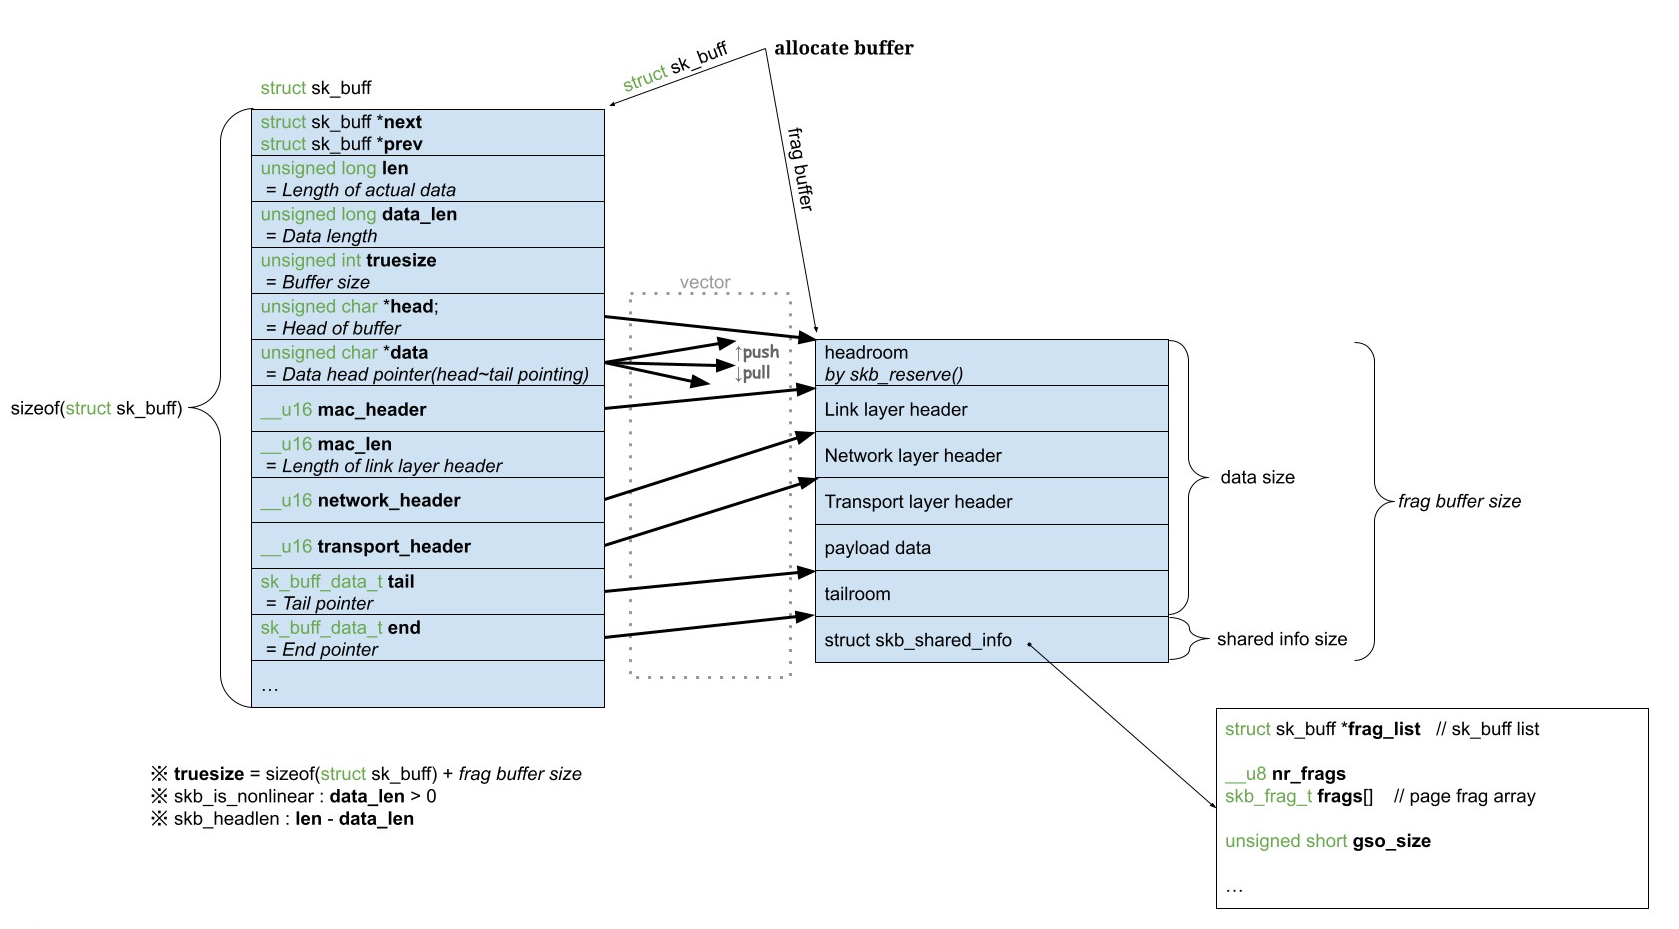 allocate buffer
struct sk_buff
frag buffer
struct sk_buff
struct sk_buff *next
struct sk_buff *prev
unsigned long len
= Length of actual data
unsigned long data_len
= Data length
unsigned int truesize
= Buffer size
unsigned char *head;
= Head of buffer
unsigned char *data
= Data head pointer(head~tail pointing)
__u16 mac_header
__u16 mac_len
= Length of link layer header
__u16 network_header
__u16 transport_header
sk_buff_data_t tail
= Tail pointer
sk_buff_data_t end
= End pointer
...
sizeof(struct sk_buff)
vector
↑push
↓pull
headroom
by skb_reserve()
Link layer header
Network layer header
Transport layer header
payload data
tailroom
struct skb_shared_info
data size
shared info size
frag buffer size
struct sk_buff *frag_list // sk_buff list
__u8 nr_frags
skb_frag_t frags[] // page frag array
unsigned short gso_size
...
※ truesize = sizeof(struct sk_buff) + frag buffer size
※ skb_is_nonlinear : data_len > 0
※ skb_headlen : len - data_len